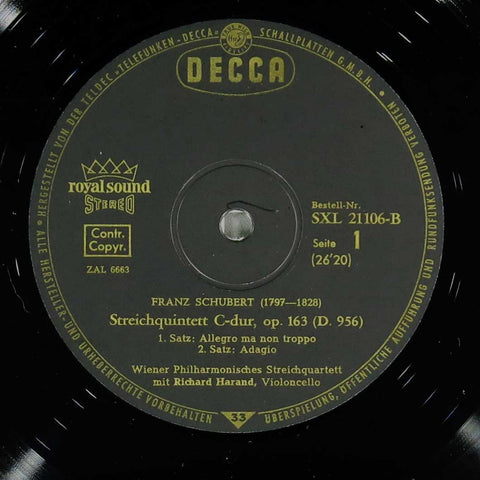 • HERGESTELLT VON DER TELDEC »TELEFUNKEN-DECCA« SCHALLPLATTEN G.M.B.H. •
DECCA
royal sound
STEREO
Contr.
Copyr.
ZAL 6663
Bestell-Nr.
SXL 21106-B
Seite 1
(26'20)
FRANZ SCHUBERT (1797—1828)
Streichquintett C-dur, op. 163 (D. 956)
1. Satz: Allegro ma non troppo
2. Satz: Adagio
Wiener Philharmonisches Streichquartett
mit Richard Harand, Violoncello
ALLE HERSTELLER- UND URHEBERRECHTE VORBEHALTEN
33
ÜBERSPIELUNG, ÖFFENTLICHE AUFFÜHRUNG UND RUNDFUNKSENDUNG VERBOTEN